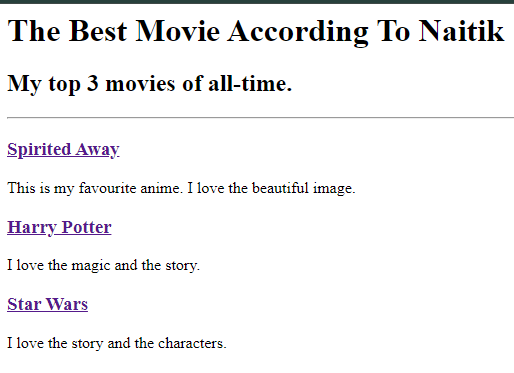 The Best Movie According To Naitik
My top 3 movies of all-time.
Spirited Away
This is my favourite anime. I love the beautiful image.
Harry Potter
I love the magic and the story.
Star Wars
I love the story and the characters.